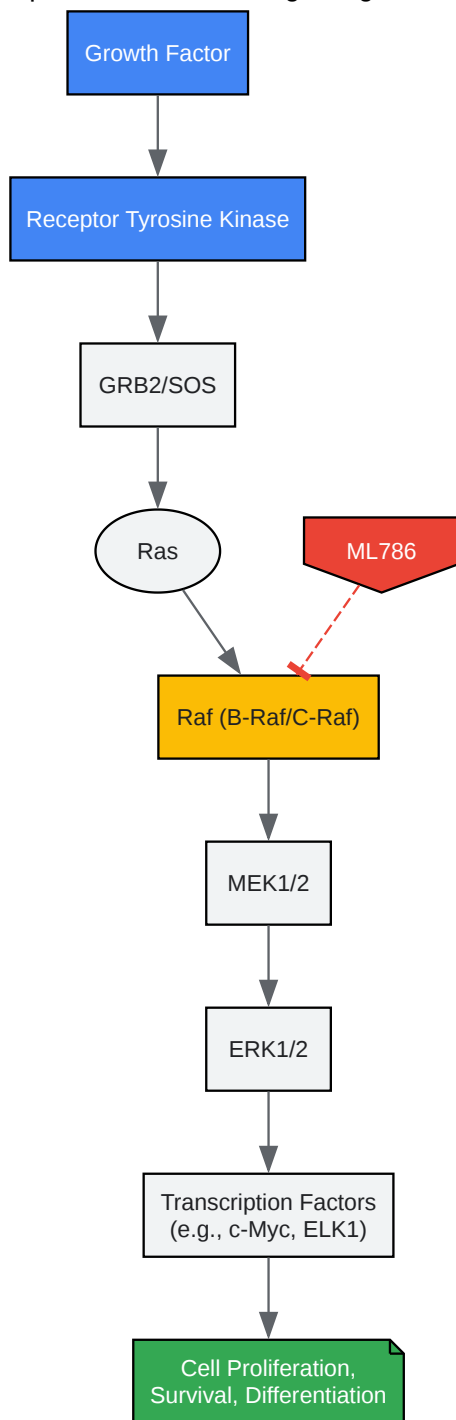 Growth Factor
Receptor Tyrosine Kinase
GRB2/SOS
Ras
ML786
Raf (B-Raf/C-Raf)
MEK1/2
ERK1/2
Transcription Factors
(e.g., c-Myc, ELK1)
Cell Proliferation,
Survival, Differentiation